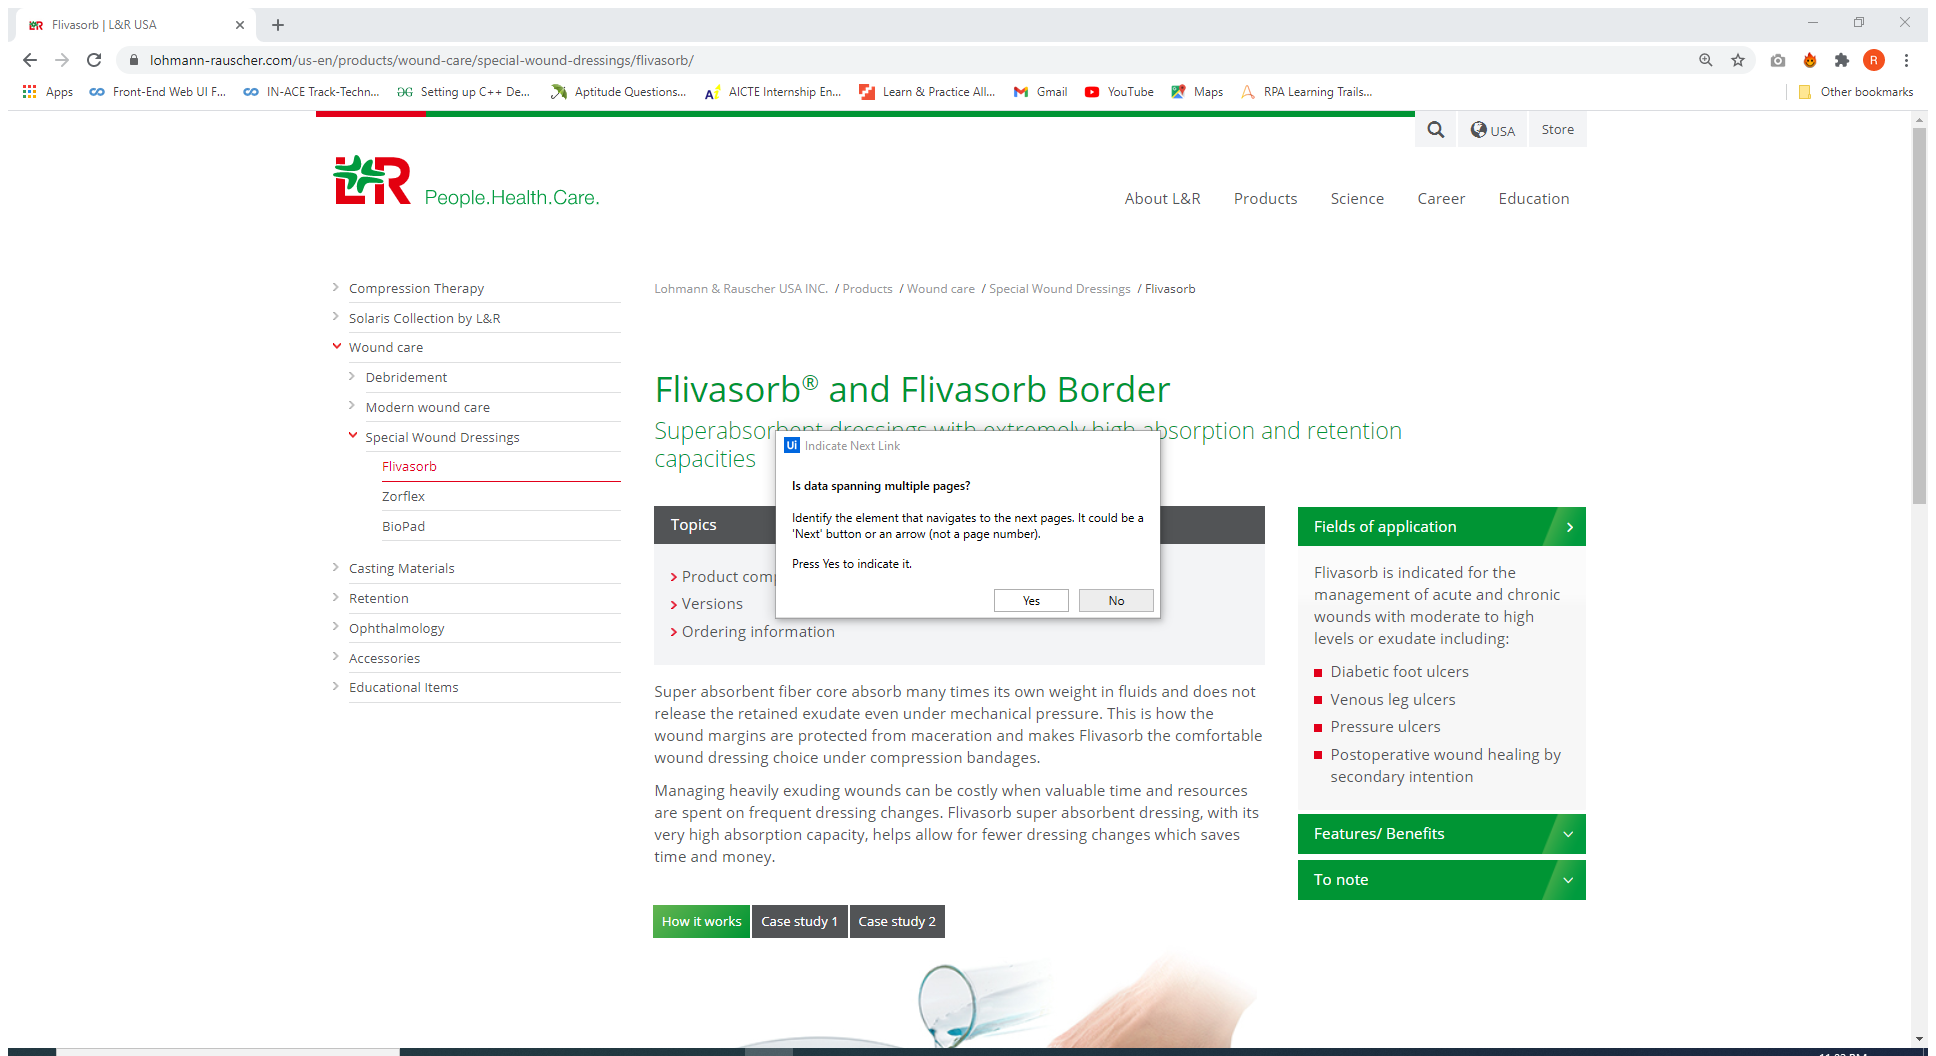 Flivasorb | L&R USA
lohmann-rauscher.com/us-en/products/wound-care/special-wound-dressings/flivasorb/
R
Apps
Front-End Web UI F...
IN-ACE Track-Techn...
Setting up C++ De...
Aptitude Questions...
AICTE Internship En...
Learn & Practice All...
Gmail
YouTube
Maps
RPA Learning Trails...
Other bookmarks
USA
Store
L&R
People.Health.Care.
About L&R
Products
Science
Career
Education
Compression Therapy
Solaris Collection by L&R
Wound care
Debridement
Modern wound care
Special Wound Dressings
Flivasorb
Zorflex
BioPad
Casting Materials
Retention
Ophthalmology
Accessories
Educational Items
Lohmann & Rauscher USA INC. / Products / Wound care / Special Wound Dressings / Flivasorb
Flivasorb® and Flivasorb Border
Superabsorbent dressings with extremely high absorption and retention
capacities
Ui Indicate Next Link
Is data spanning multiple pages?
Identify the element that navigates to the next pages. It could be a
'Next' button or an arrow (not a page number).
Press Yes to indicate it.
Yes
No
Topics
Product com
Versions
Ordering information
Super absorbent fiber core absorb many times its own weight in fluids and does not
release the retained exudate even under mechanical pressure. This is how the
wound margins are protected from maceration and makes Flivasorb the comfortable
wound dressing choice under compression bandages.
Managing heavily exuding wounds can be costly when valuable time and resources
are spent on frequent dressing changes. Flivasorb super absorbent dressing, with its
very high absorption capacity, helps allow for fewer dressing changes which saves
time and money.
How it works
Case study 1
Case study 2
Fields of application
Flivasorb is indicated for the
management of acute and chronic
wounds with moderate to high
levels or exudate including:
Diabetic foot ulcers
Venous leg ulcers
Pressure ulcers
Postoperative wound healing by
secondary intention
Features/ Benefits
To note